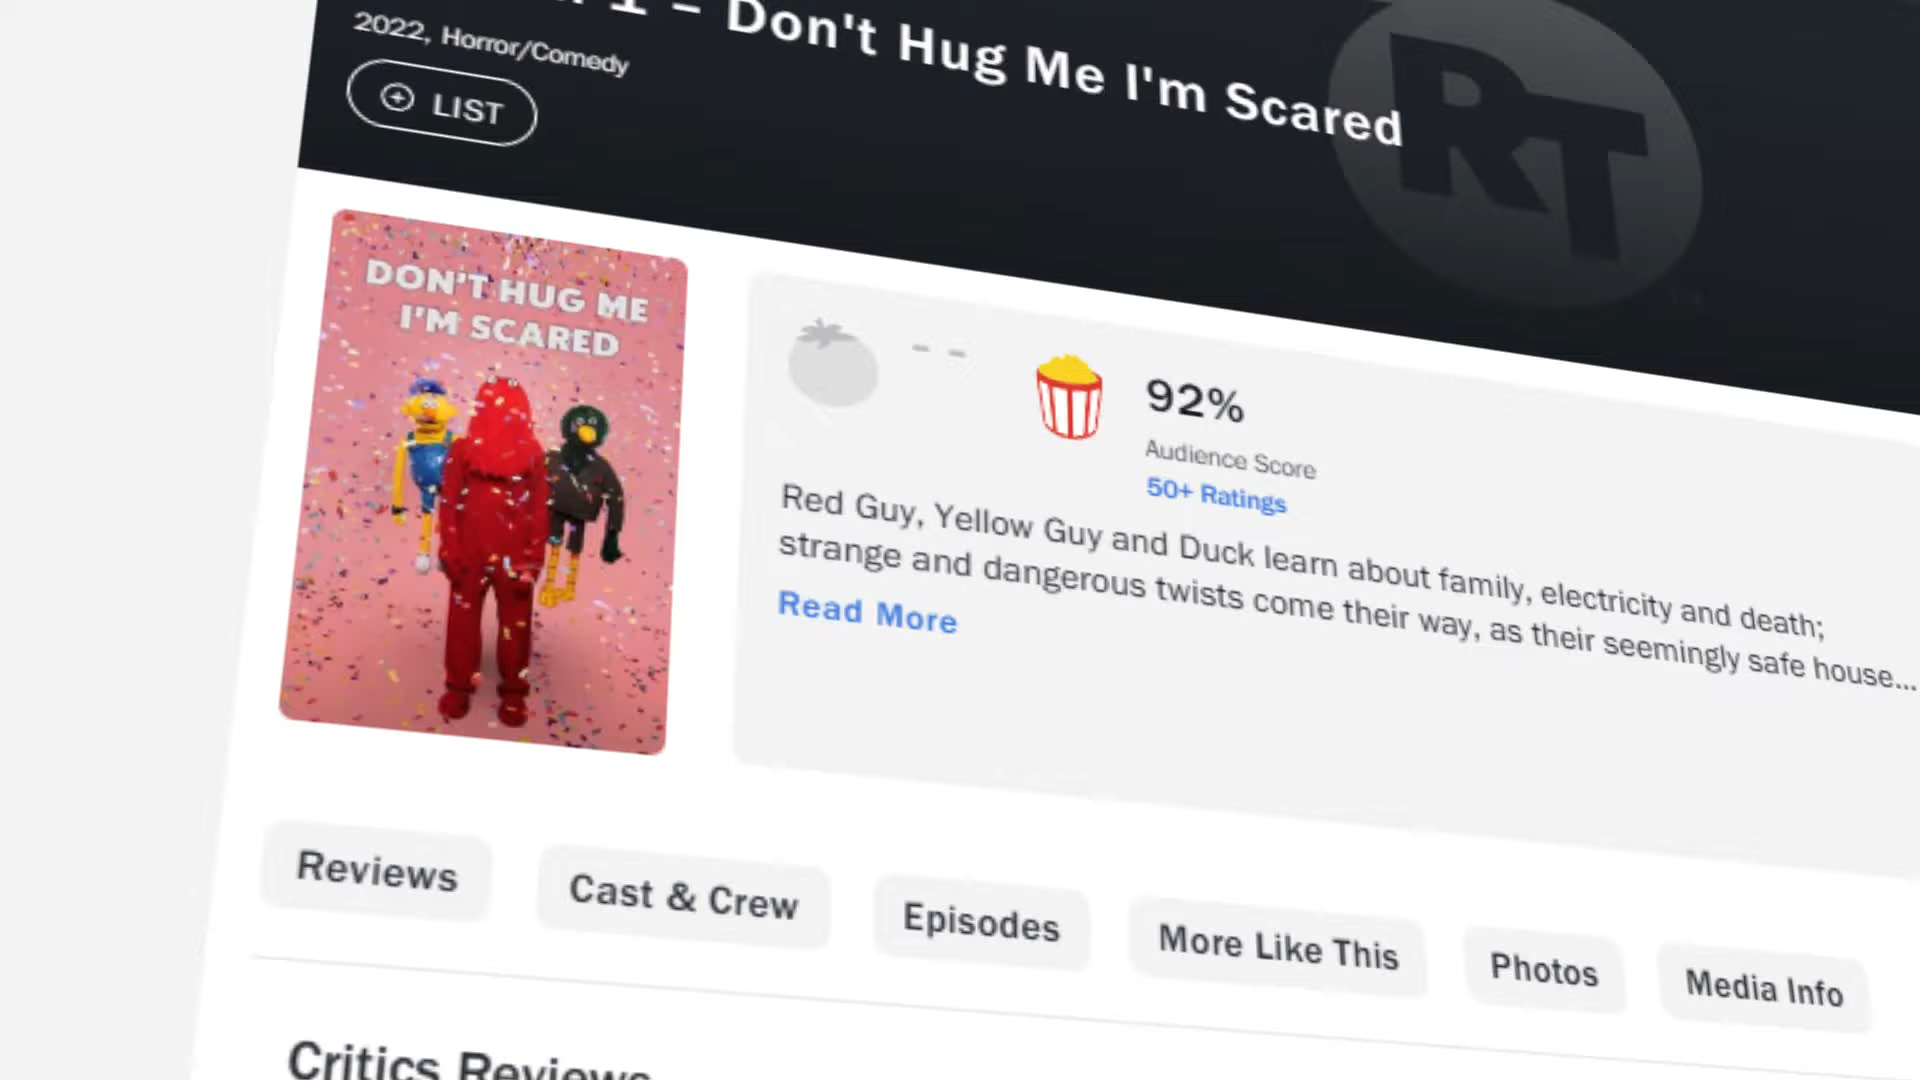 1 – Don't Hug Me I'm Scared
2022, Horror/Comedy
LIST
RT
DON'T HUG ME
I'M SCARED
- -
92%
Audience Score
50+ Ratings
Red Guy, Yellow Guy and Duck learn about family, electricity and death;
strange and dangerous twists come their way, as their seemingly safe house...
Read More
Reviews
Cast & Crew
Episodes
More Like This
Photos
Media Info
Critics Reviews